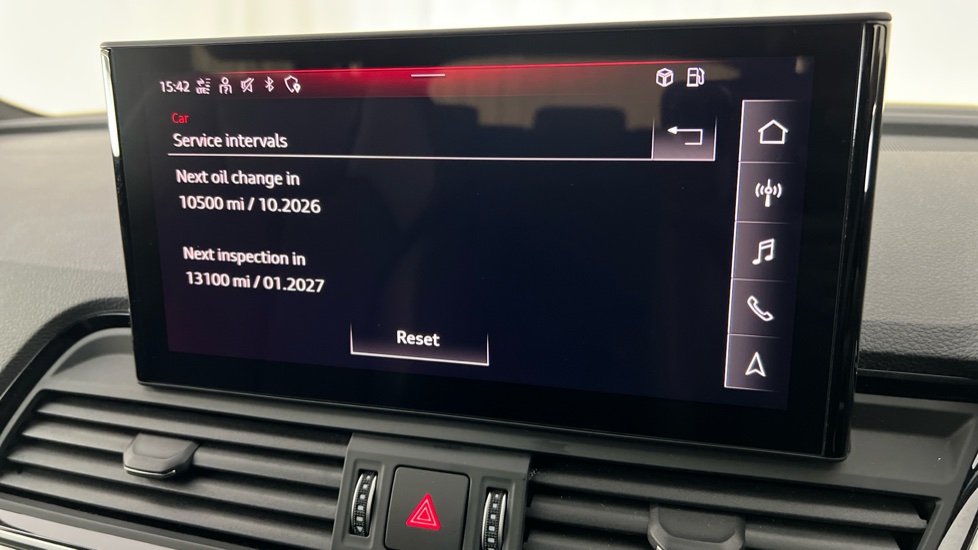 15:42
Car
Service intervals
Next oil change in
10500 mi / 10.2026
Next inspection in
13100 mi / 01.2027
Reset